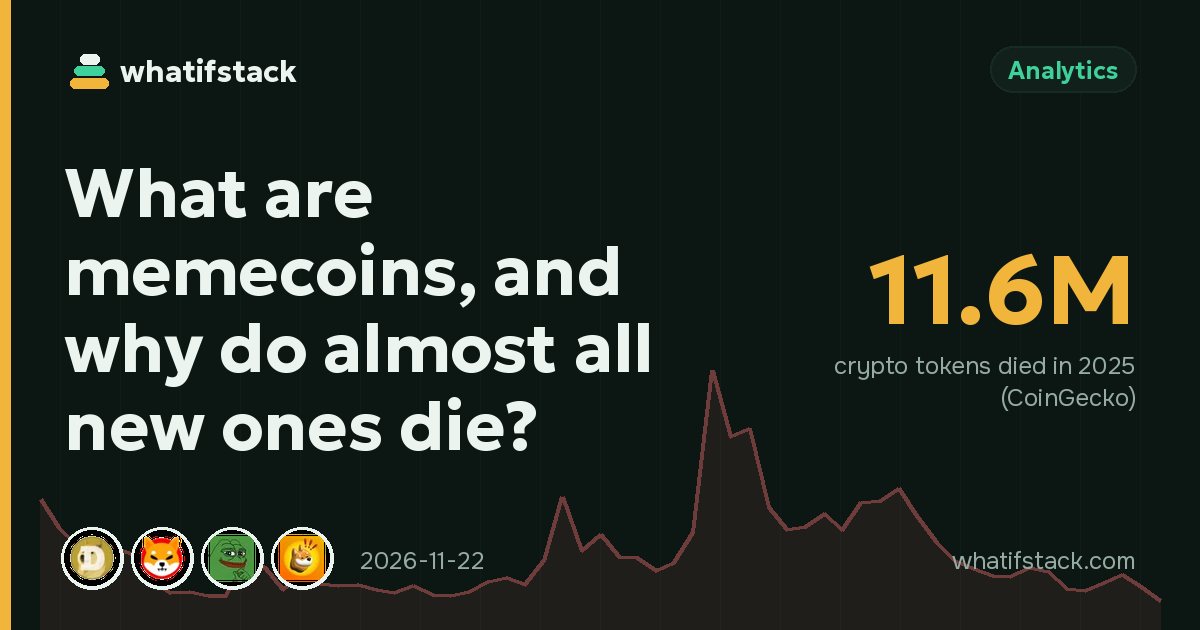 whatifstack
Analytics
What are
memecoins, and
why do almost all
new ones die?
11.6M
crypto tokens died in 2025
(CoinGecko)
2026-11-22
whatifstack.com